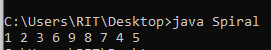 C:\Users\RIT\Desktop>java Spiral
1 2 3 6 9 8 7 4 5